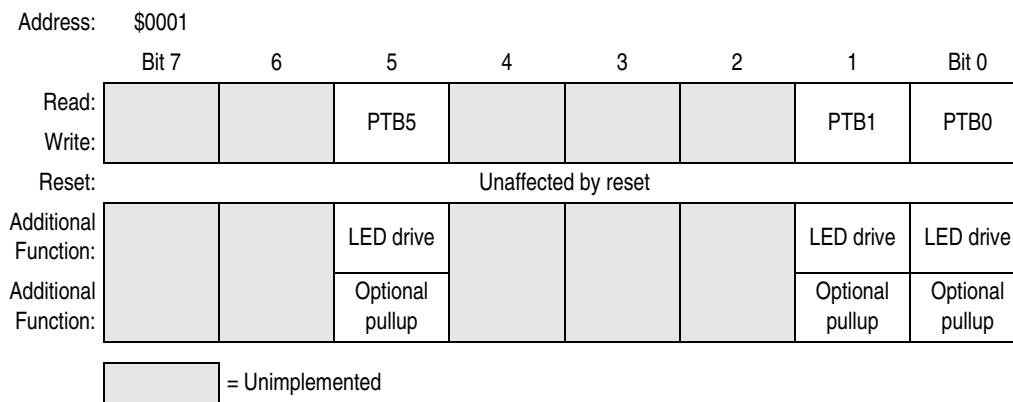 Address: $0001
Bit 7 6 5 4 3 2 1 Bit 0
Read:
Write:
PTB5 PTB1 PTB0
Reset: Unaffected by reset
Additional
Function:
LED drive LED drive LED drive
Additional
Function:
Optional
pullup
Optional
pullup
Optional
pullup
= Unimplemented